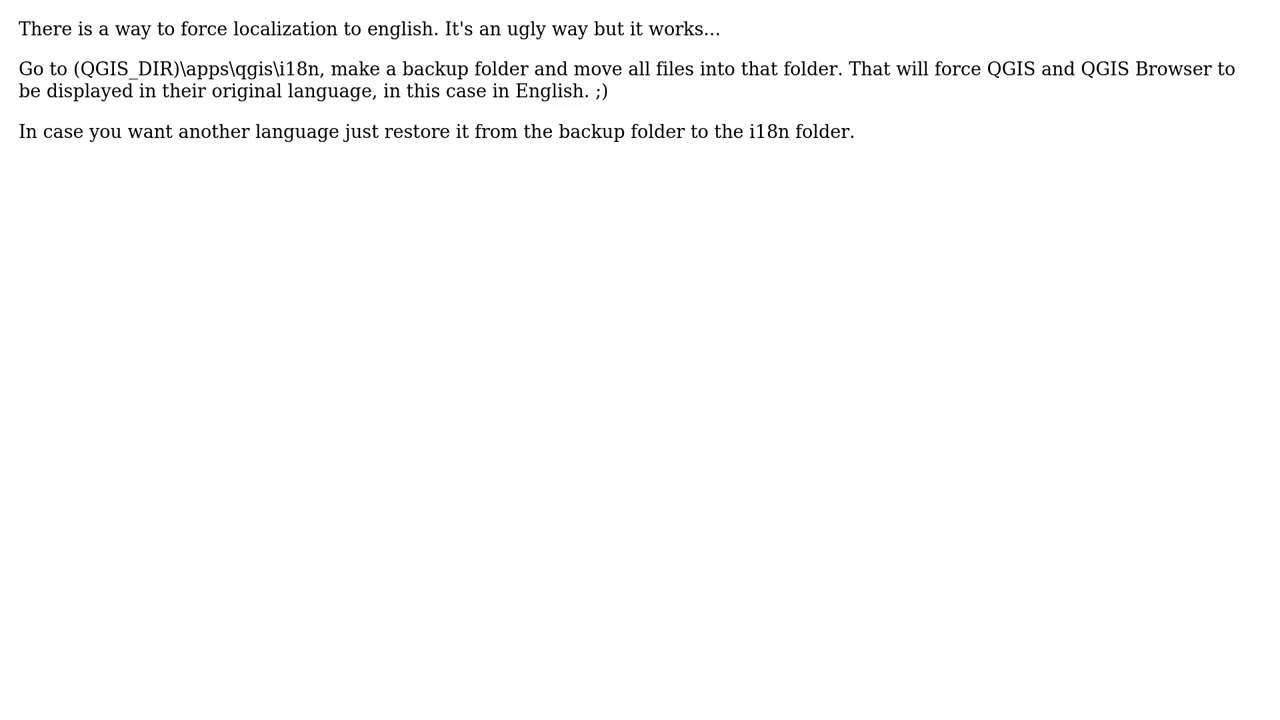 There is a way to force localization to english. It's an ugly way but it works...
Go to (QGIS_DIR)\apps\qgis\i18n, make a backup folder and move all files into that folder. That will force QGIS and QGIS Browser to
be displayed in their original language, in this case in English. ;)
In case you want another language just restore it from the backup folder to the i18n folder.